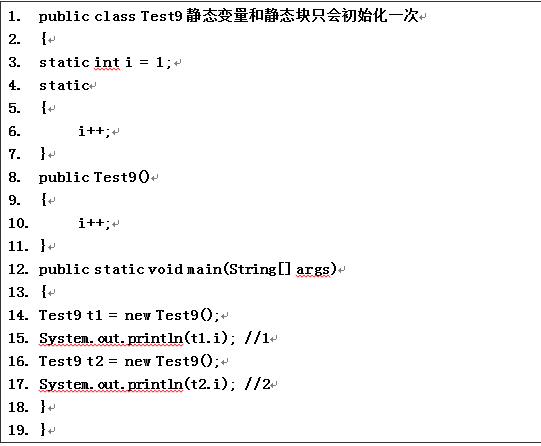 1. public class Test9 静态变量和静态块只会初始化一次
2. {
3. static int i = 1;
4. static
5. {
6. i++;
7. }
8. public Test9()
9. {
10. i++;
11. }
12. public static void main(String[] args)
13. {
14. Test9 t1 = new Test9();
15. System.out.println(t1.i); //1
16. Test9 t2 = new Test9();
17. System.out.println(t2.i); //2
18. }
19. }